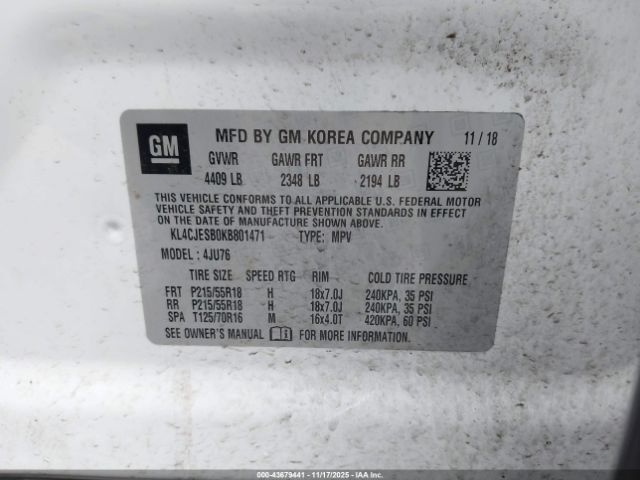 GM
MFD BY GM KOREA COMPANY 11 / 18
GVWR GAWR FRT GAWR RR
4409 LB 2348 LB 2194 LB
THIS VEHICLE CONFORMS TO ALL APPLICABLE U.S. FEDERAL MOTOR
VEHICLE SAFETY AND THEFT PREVENTION STANDARDS IN EFFECT
ON THE DATE OF MANUFACTURE SHOWN ABOVE.
KL4CJESB0KB801471 TYPE: MPV
MODEL : 4JU76
TIRE SIZE SPEED RTG RIM COLD TIRE PRESSURE
FRT P215/55R18 H 18x7.0J 240KPA, 35 PSI
RR P215/55R18 H 18x7.0J 240KPA, 35 PSI
SPA T125/70R16 M 16x4.0T 420KPA, 60 PSI
SEE OWNER'S MANUAL FOR MORE INFORMATION.
000-43679441 - 11/17/2025 - Copyright © 2025 IAA, Inc.